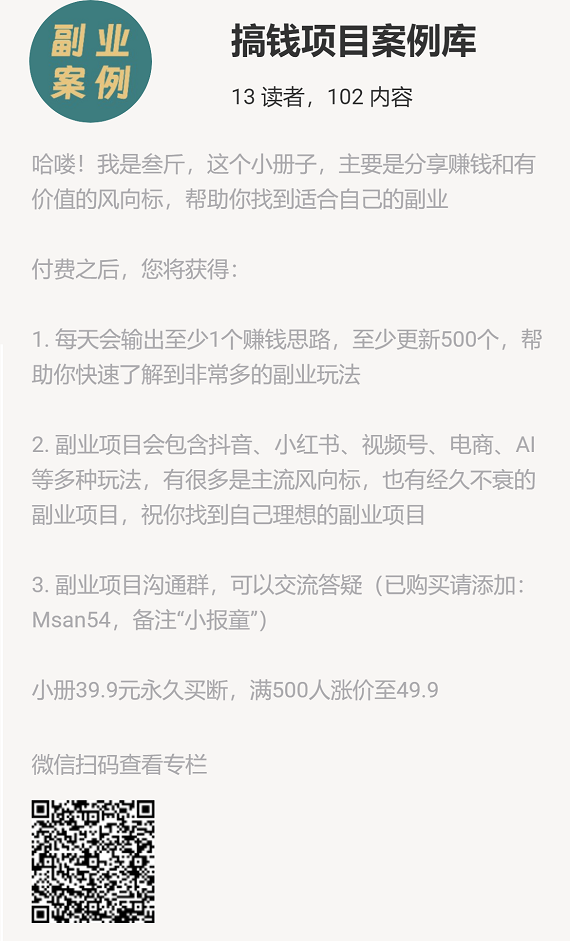 副业
案例
搞钱项目案例库
13 读者，102 内容
哈喽！我是叁斤，这个小册子，主要是分享赚钱和有
价值的风向标，帮助你找到适合自己的副业
付费之后，您将获得：
1. 每天会输出至少1个赚钱思路，至少更新500个，帮
助你快速了解到非常多的副业玩法
2. 副业项目会包含抖音、小红书、视频号、电商、AI
等多种玩法，有很多是主流风向标，也有经久不衰的
副业项目，祝你找到自己理想的副业项目
3. 副业项目沟通群，可以交流答疑（已购买请添加：
Msan54，备注“小报童”）
小册39.9元永久买断，满500人涨价至49.9
微信扫码查看专栏